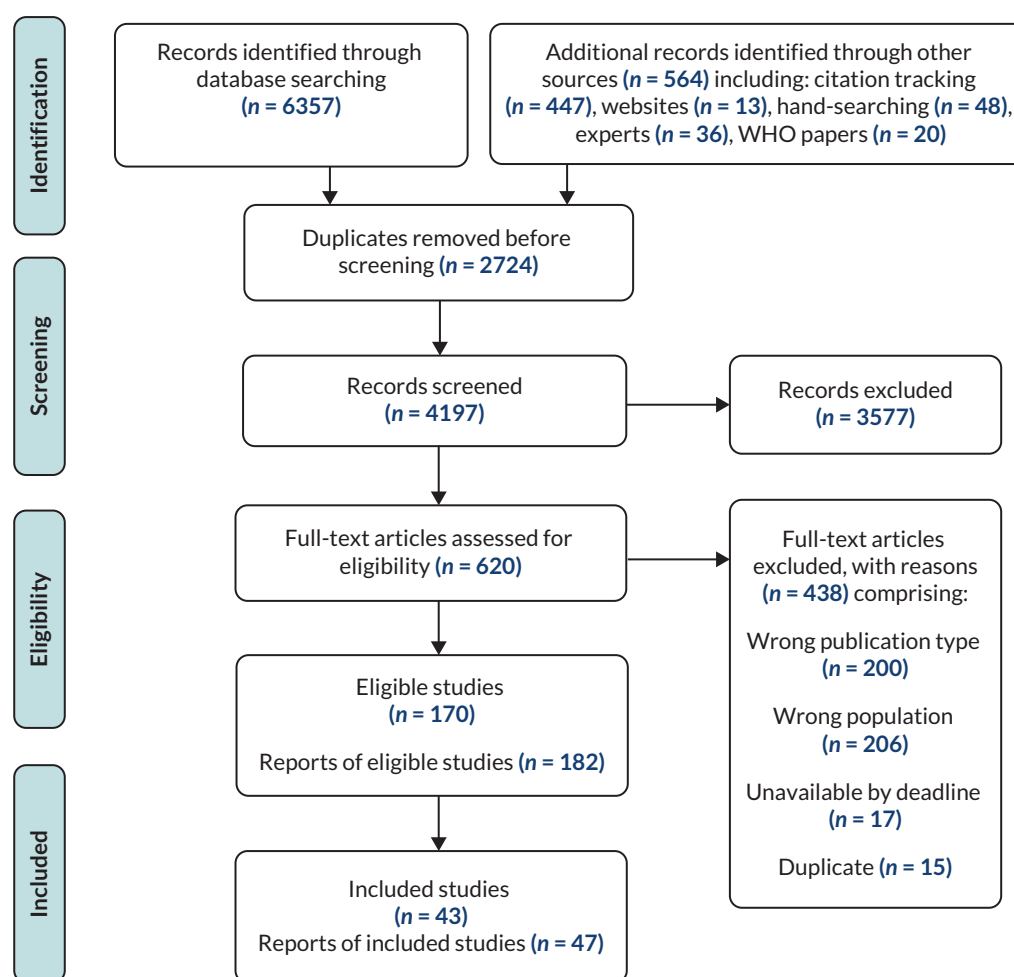 Identification
Records identified through
database searching
(n = 6357)
Additional records identified through other
sources (n = 564) including: citation tracking
(n = 447), websites (n = 13), hand-searching (n = 48),
experts (n = 36), WHO papers (n = 20)
Duplicates removed before
screening (n = 2724)
Screening
Records screened
(n = 4197)
Records excluded
(n = 3577)
Eligibility
Full-text articles assessed for
eligibility (n = 620)
Full-text articles
excluded, with reasons
(n = 438) comprising:
Wrong publication type
(n = 200)
Wrong population
(n = 206)
Unavailable by deadline
(n = 17)
Duplicate (n = 15)
Eligible studies
(n = 170)
Reports of eligible studies (n = 182)
Included
Included studies
(n = 43)
Reports of included studies (n = 47)